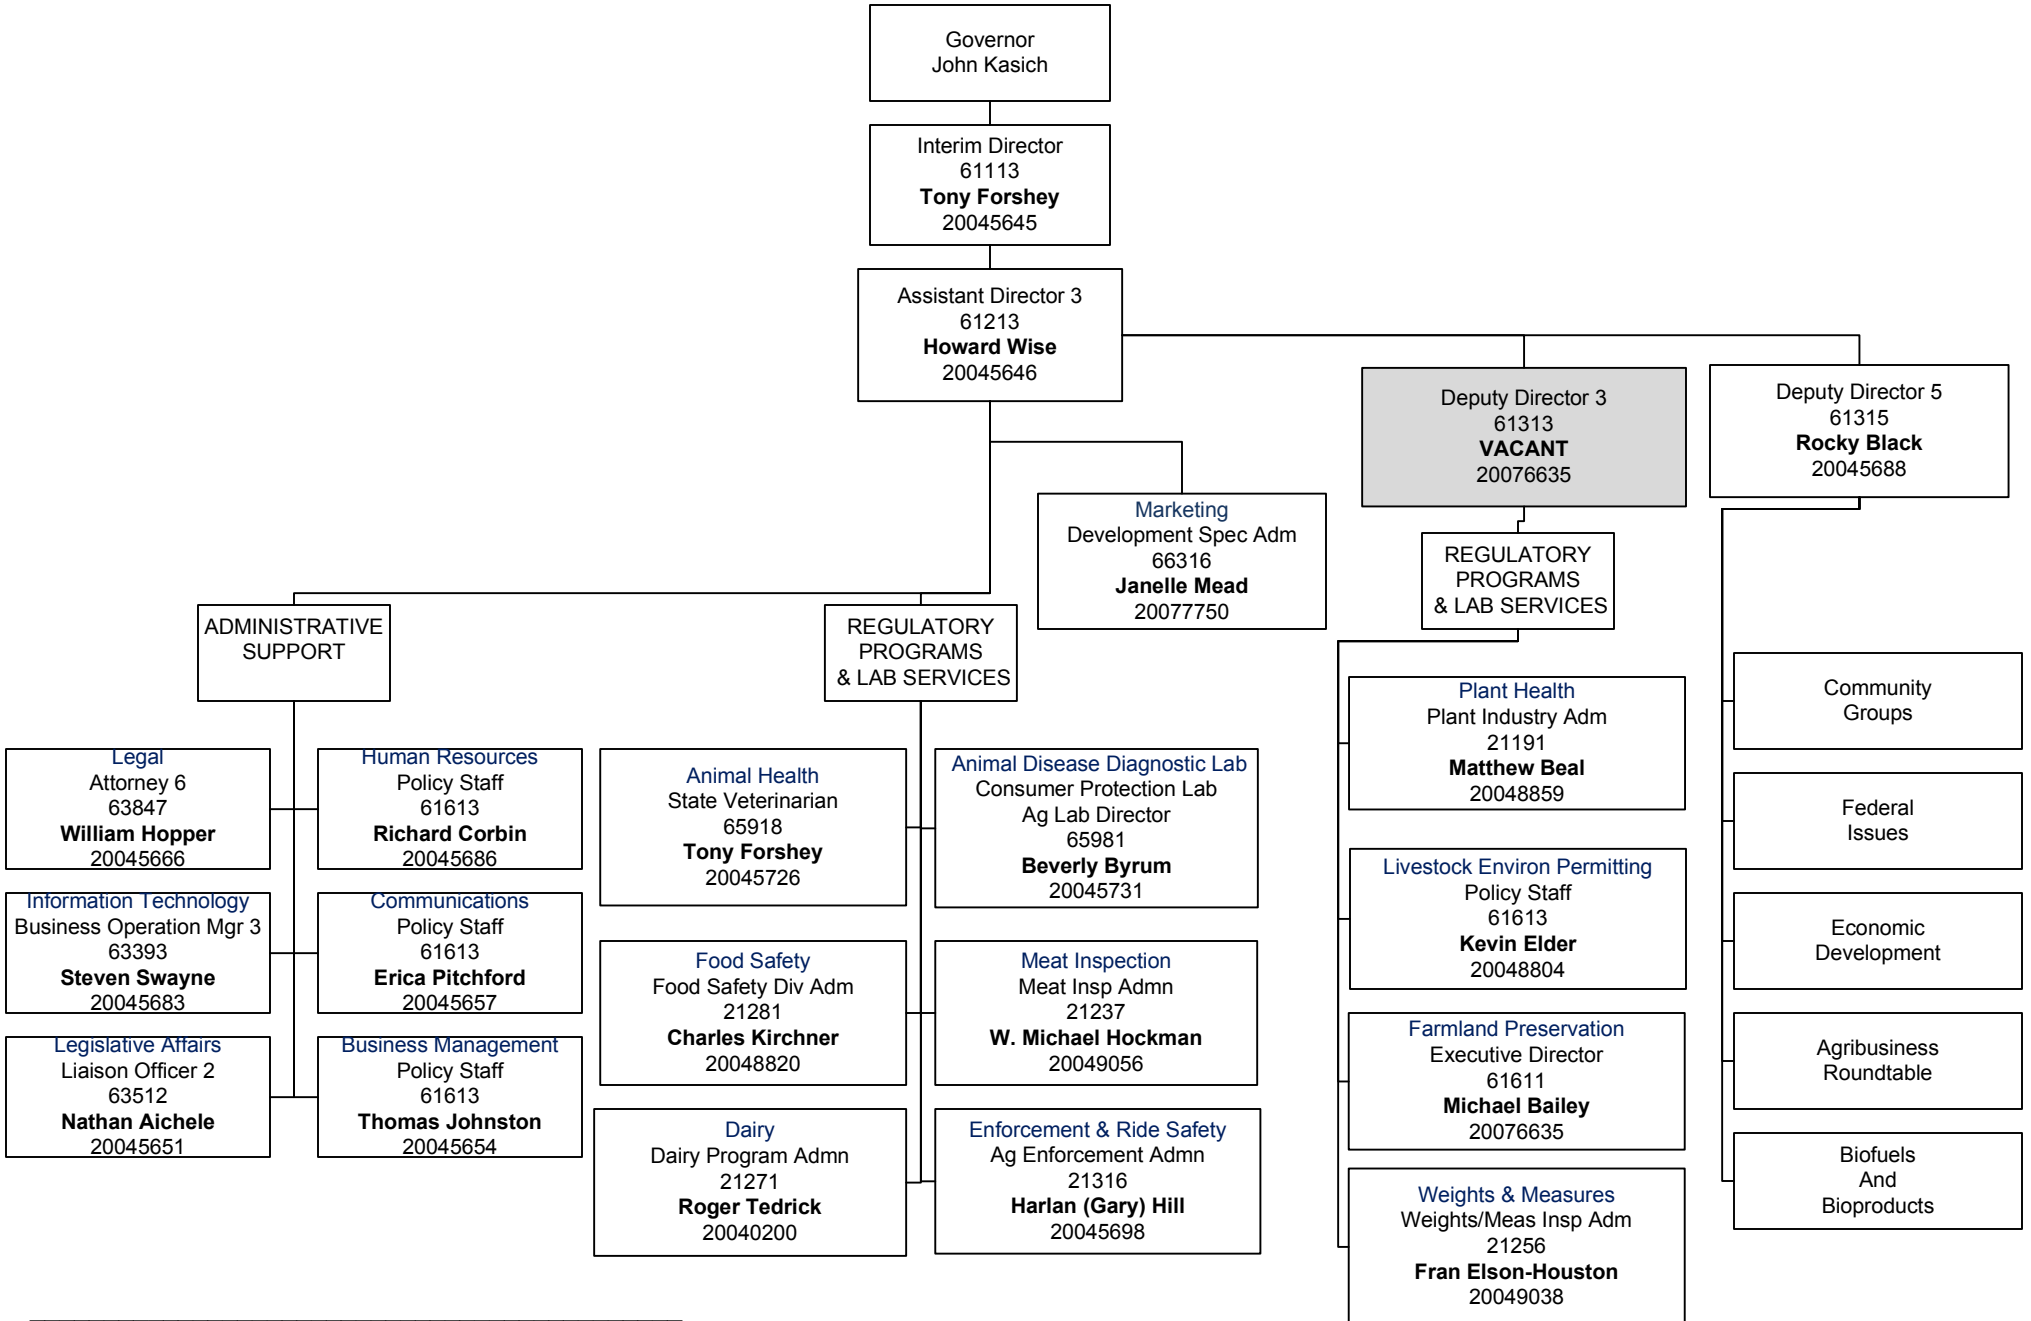 Governor
John Kasich
Interim Director
61113
Tony Forshey
20045645
Assistant Director 3
61213
Howard Wise
20045646
Deputy Director 3
61313
VACANT
20076635
Deputy Director 5
61315
Rocky Black
20045688
Marketing
Development Spec Adm
66316
Janelle Mead
20077750
REGULATORY
PROGRAMS
& LAB SERVICES
ADMINISTRATIVE
SUPPORT
REGULATORY
PROGRAMS
& LAB SERVICES
Legal
Attorney 6
63847
William Hopper
20045666
Human Resources
Policy Staff
61613
Richard Corbin
20045686
Information Technology
Business Operation Mgr 3
63393
Steven Swayne
20045683
Communications
Policy Staff
61613
Erica Pitchford
20045657
Legislative Affairs
Liaison Officer 2
63512
Nathan Aichele
20045651
Business Management
Policy Staff
61613
Thomas Johnston
20045654
Animal Health
State Veterinarian
65918
Tony Forshey
20045726
Animal Disease Diagnostic Lab
Consumer Protection Lab
Ag Lab Director
65981
Beverly Byrum
20045731
Food Safety
Food Safety Div Adm
21281
Charles Kirchner
20048820
Meat Inspection
Meat Insp Admn
21237
W. Michael Hockman
20049056
Dairy
Dairy Program Admn
21271
Roger Tedrick
20040200
Enforcement & Ride Safety
Ag Enforcement Admn
21316
Harlan (Gary) Hill
20045698
Plant Health
Plant Industry Adm
21191
Matthew Beal
20048859
Livestock Environ Permitting
Policy Staff
61613
Kevin Elder
20048804
Farmland Preservation
Executive Director
61611
Michael Bailey
20076635
Weights & Measures
Weights/Meas Insp Adm
21256
Fran Elson-Houston
20049038
Community
Groups
Federal
Issues
Economic
Development
Agribusiness
Roundtable
Biofuels
And
Bioproducts